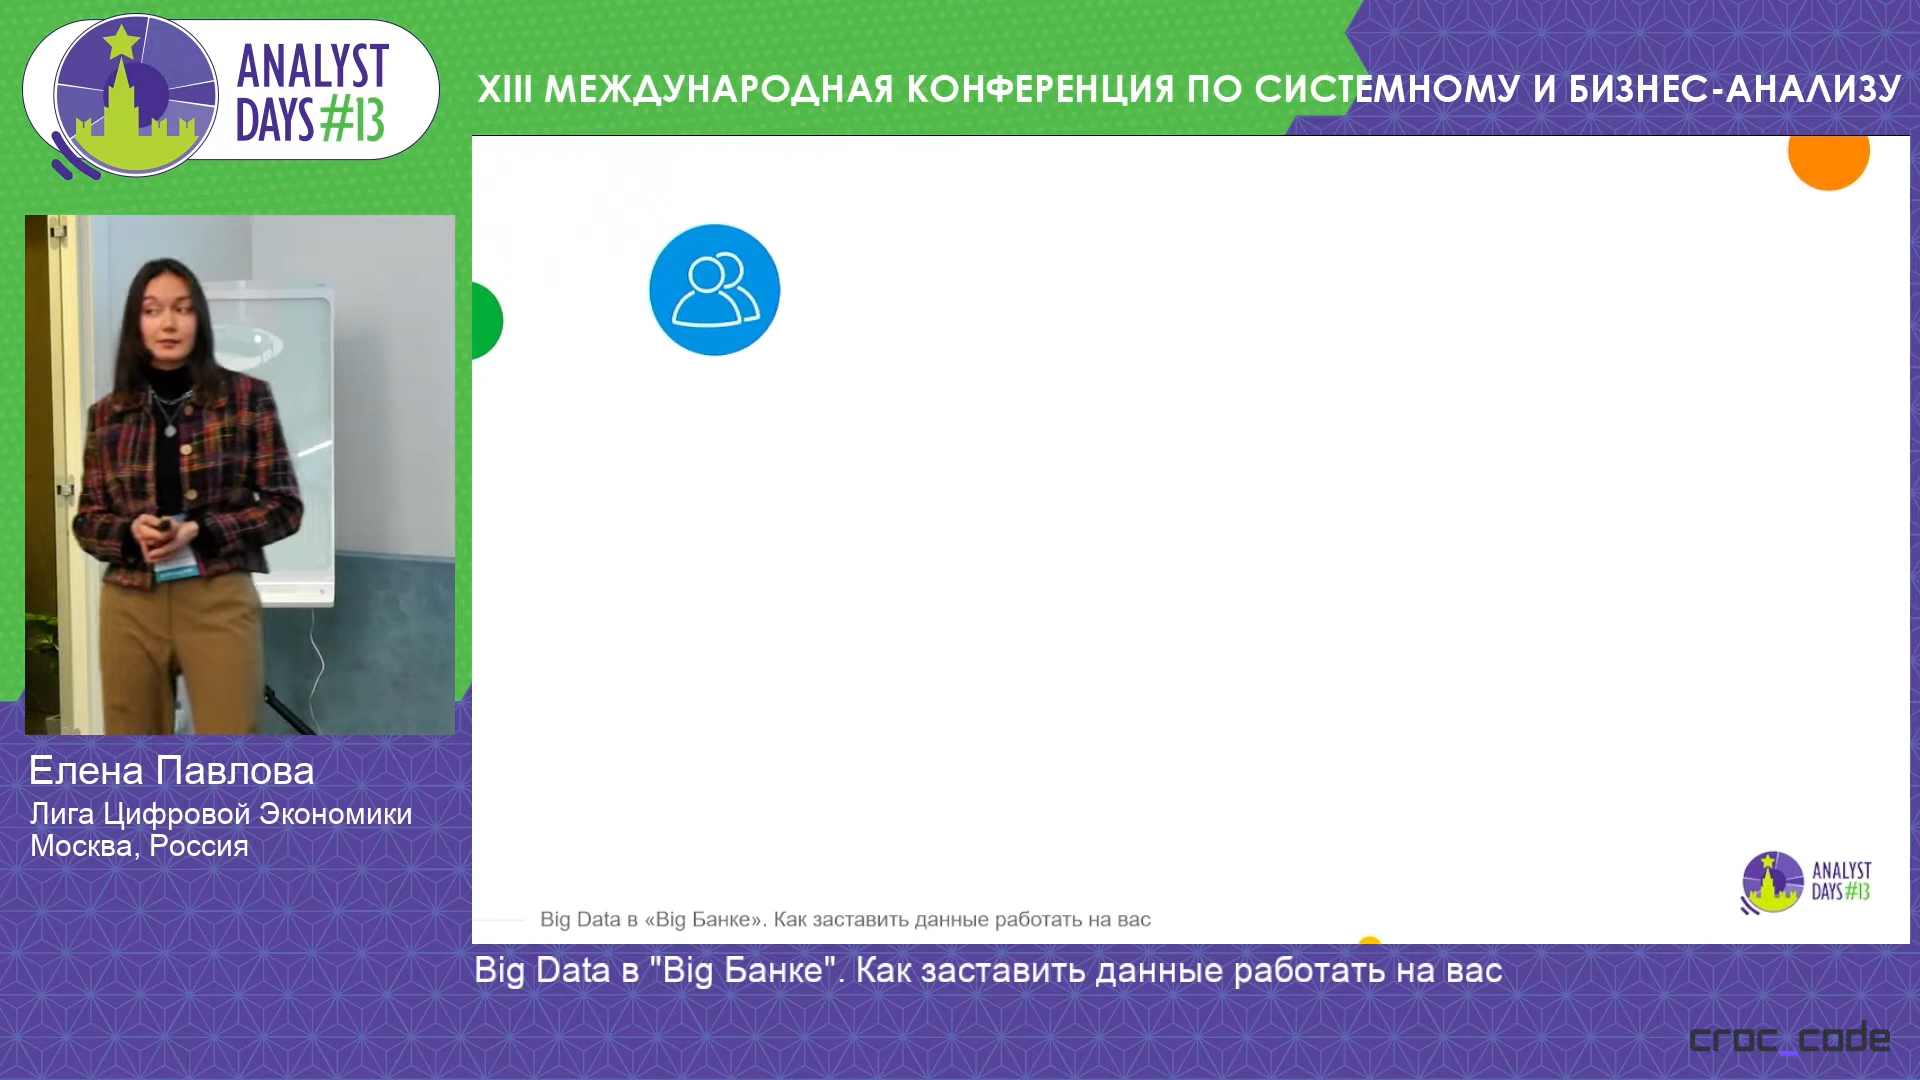 ANALYST
DAYS #13
XIII МЕЖДУНАРОДНАЯ КОНФЕРЕНЦИЯ ПО СИСТЕМНОМУ И БИЗНЕС-АНАЛИЗУ
Елена Павлова
Лига Цифровой Экономики
Москва, Россия
ANALYST
DAYS #13
Big Data в «Big Банке». Как заставить данные работать на вас
Big Data в "Big Банке". Как заставить данные работать на вас
croc_code